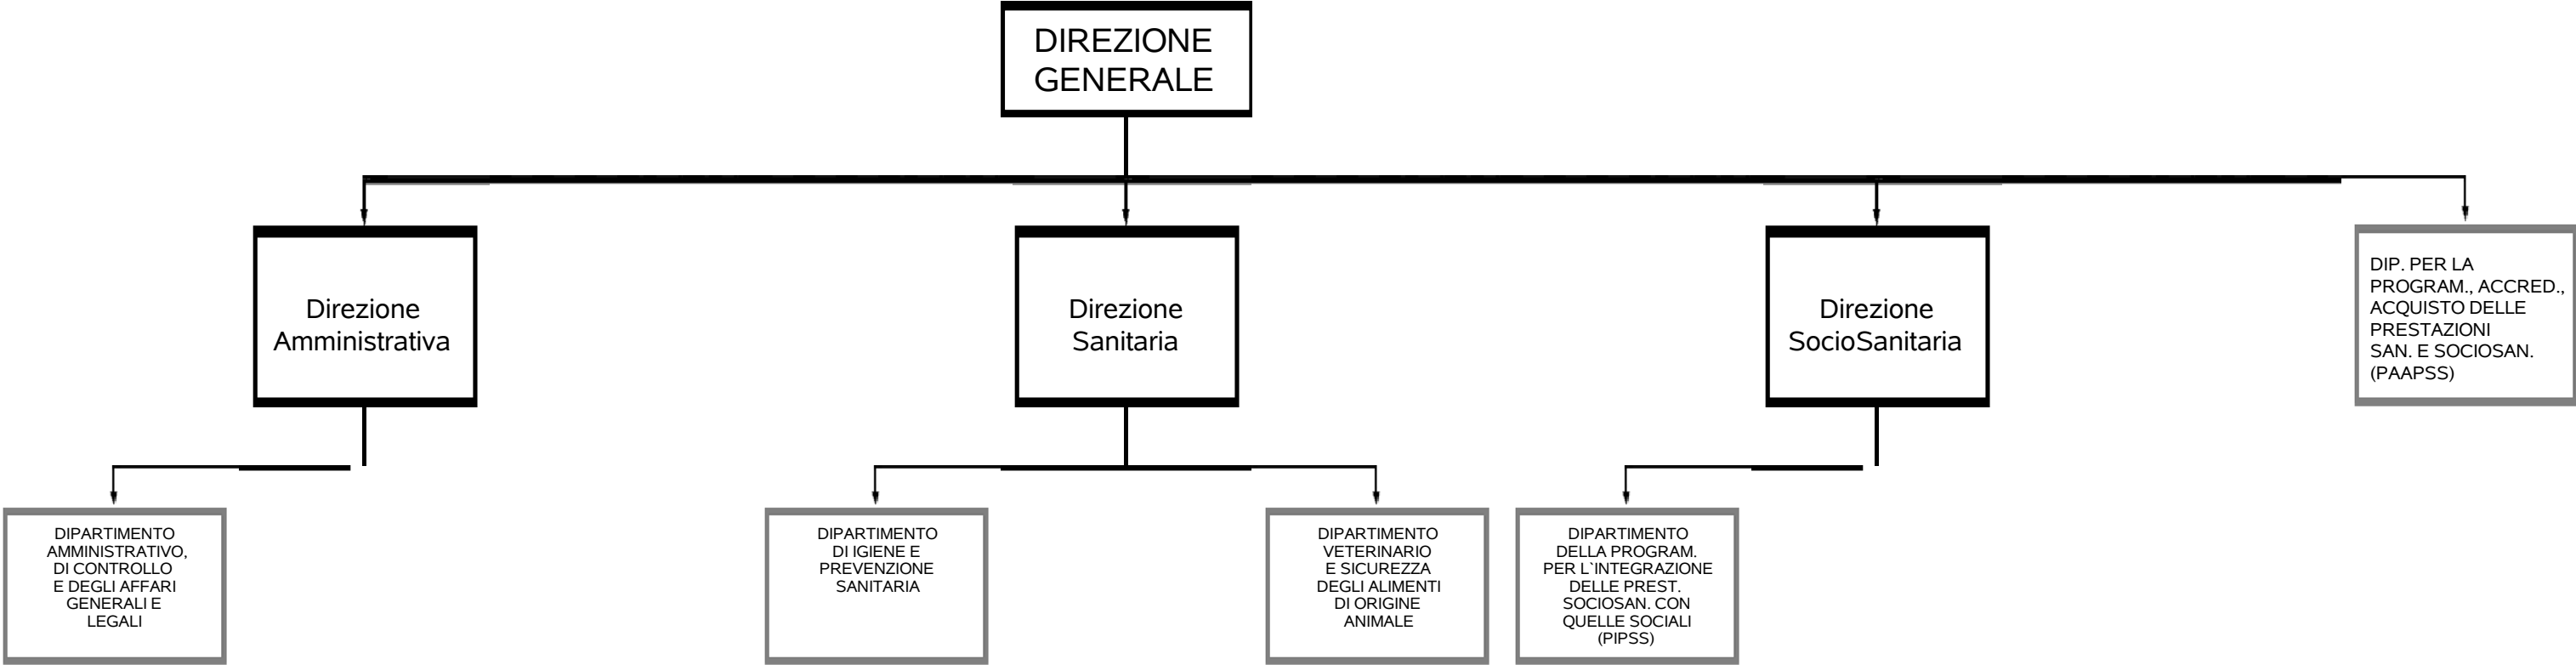 DIREZIONE
GENERALE
Direzione
Amministrativa
Direzione
Sanitaria
Direzione
SocioSanitaria
DIP. PER LA
PROGRAM., ACCRED.,
ACQUISTO DELLE
PRESTAZIONI
SAN. E SOCIOSAN.
(PAAPSS)
DIPARTIMENTO
AMMINISTRATIVO,
DI CONTROLLO
E DEGLI AFFARI
GENERALI E
LEGALI
DIPARTIMENTO
DI IGIENE E
PREVENZIONE
SANITARIA
DIPARTIMENTO
VETERINARIO
E SICUREZZA
DEGLI ALIMENTI
DI ORIGINE
ANIMALE
DIPARTIMENTO
DELLA PROGRAM.
PER L`INTEGRAZIONE
DELLE PREST.
SOCIOSAN. CON
QUELLE SOCIALI
(PIPSS)